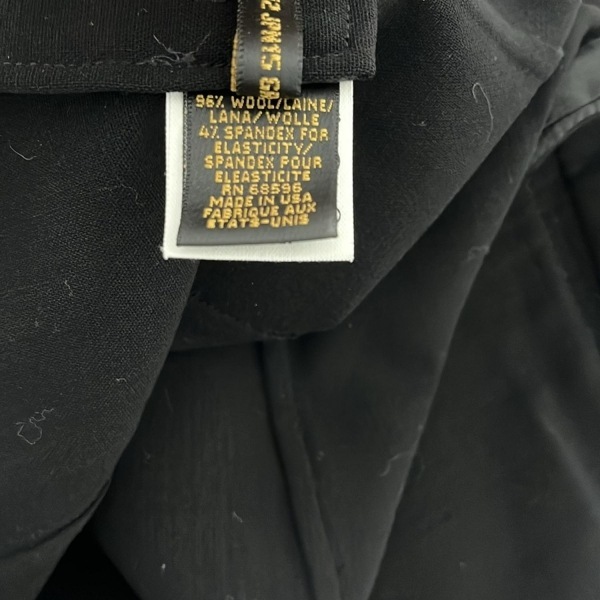 96% WOOL/LAINE/
LANA/WOLLE
4% SPANDEX FOR
ELASTICITY/
SPANDEX POUR
ELEASTICITE
RN 68596
MADE IN USA
FABRIQUE AUX
ETATS-UNIS